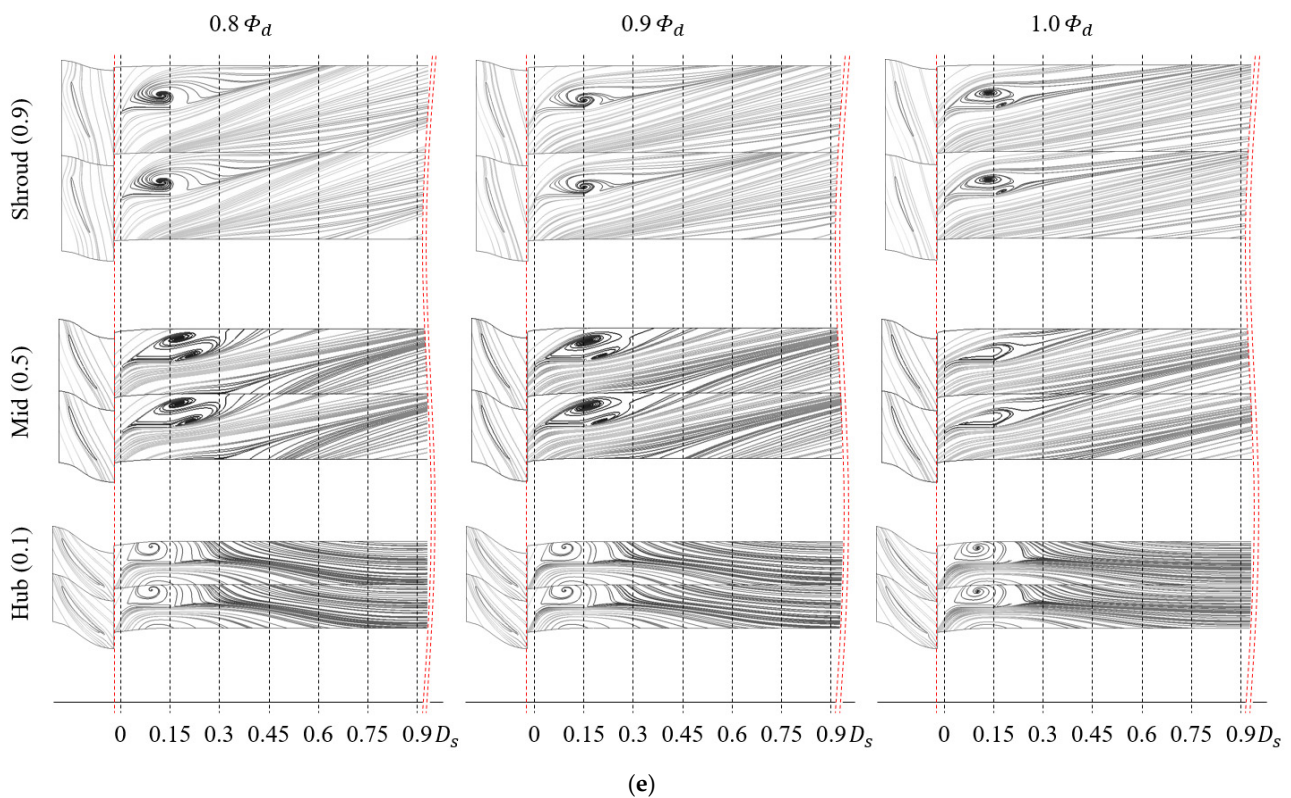 0.8 Φd 0.9 Φd 1.0 Φd
Shroud (0.9)
Mid (0.5)
Hub (0.1)
0 0.15 0.3 0.45 0.6 0.75 0.9 Ds 0 0.15 0.3 0.45 0.6 0.75 0.9 Ds 0 0.15 0.3 0.45 0.6 0.75 0.9 Ds
(e)